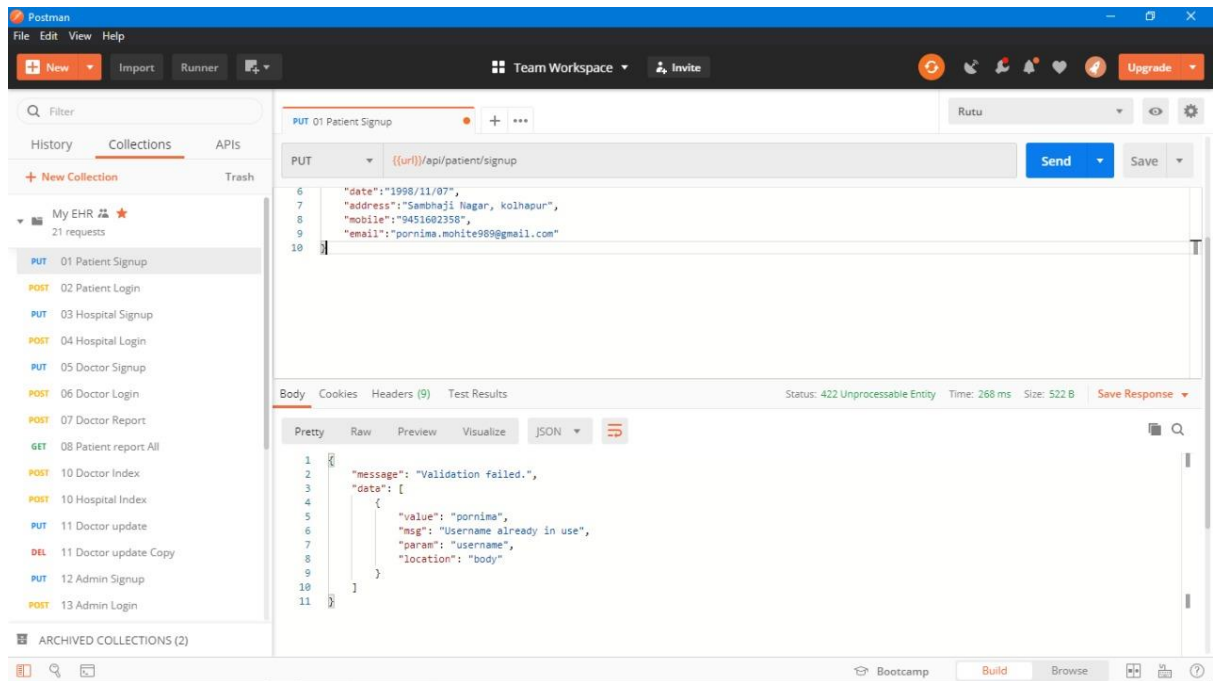 Postman
File Edit View Help
New Import Runner Team Workspace Invite Upgrade
Filter
History Collections APIs
+ New Collection Trash
My EHR
21 requests
PUT 01 Patient Signup
POST 02 Patient Login
PUT 03 Hospital Signup
POST 04 Hospital Login
PUT 05 Doctor Signup
POST 06 Doctor Login
POST 07 Doctor Report
GET 08 Patient report All
POST 10 Doctor Index
POST 10 Hospital Index
PUT 11 Doctor update
DEL 11 Doctor update Copy
PUT 12 Admin Signup
POST 13 Admin Login
ARCHIVED COLLECTIONS (2)
PUT 01 Patient Signup + ••• Rutu
PUT {{url}}/api/patient/signup Send Save
6 "date":"1998/11/07",
7 "address":"Sambhaji Nagar, kolhapur",
8 "mobile":"9451602358",
9 "email":"pornima.mohite989@gmail.com"
10 }
Body Cookies Headers (9) Test Results Status: 422 Unprocessable Entity Time: 268 ms Size: 522 B Save Response
Pretty Raw Preview Visualize JSON
1 {
2 "message": "Validation failed.",
3 "data": [
4 {
5 "value": "pornima",
6 "msg": "Username already in use",
7 "param": "username",
8 "location": "body"
9 }
10 ]
11 }
Bootcamp Build Browse